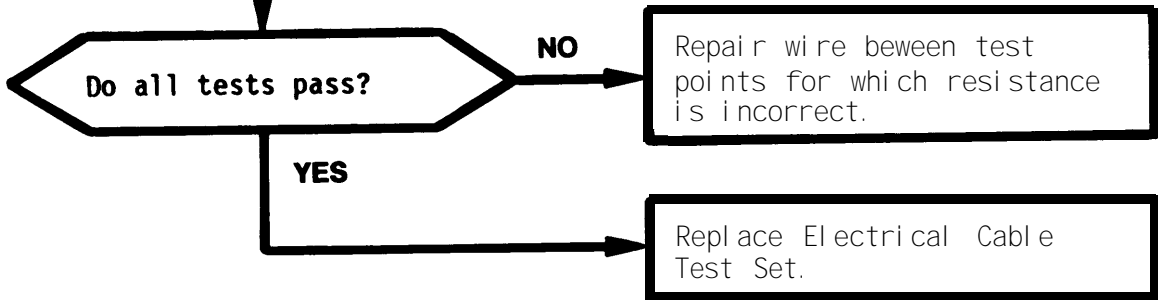 NO
Repair wire beween test
Do all tests pass?
points for which resistance
is incorrect.
YES
Replace Electrical Cable
Test Set.